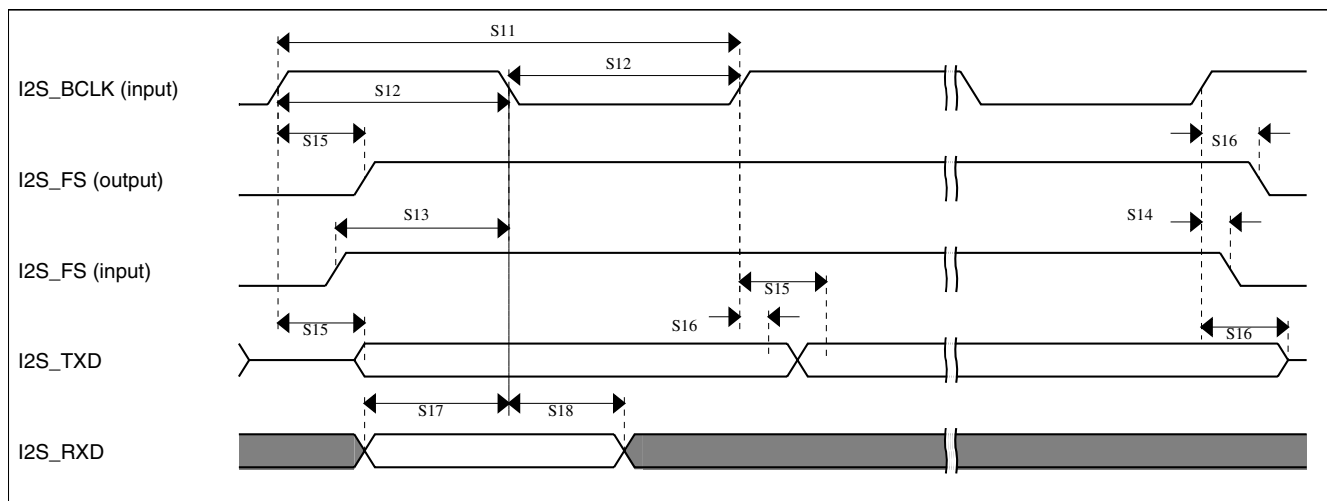 S11
S12
I2S_BCLK (input)
S12
S15
S16
I2S_FS (output)
S13
S14
I2S_FS (input)
S15
S16
S15
S16
I2S_TXD
S17
S18
I2S_RXD